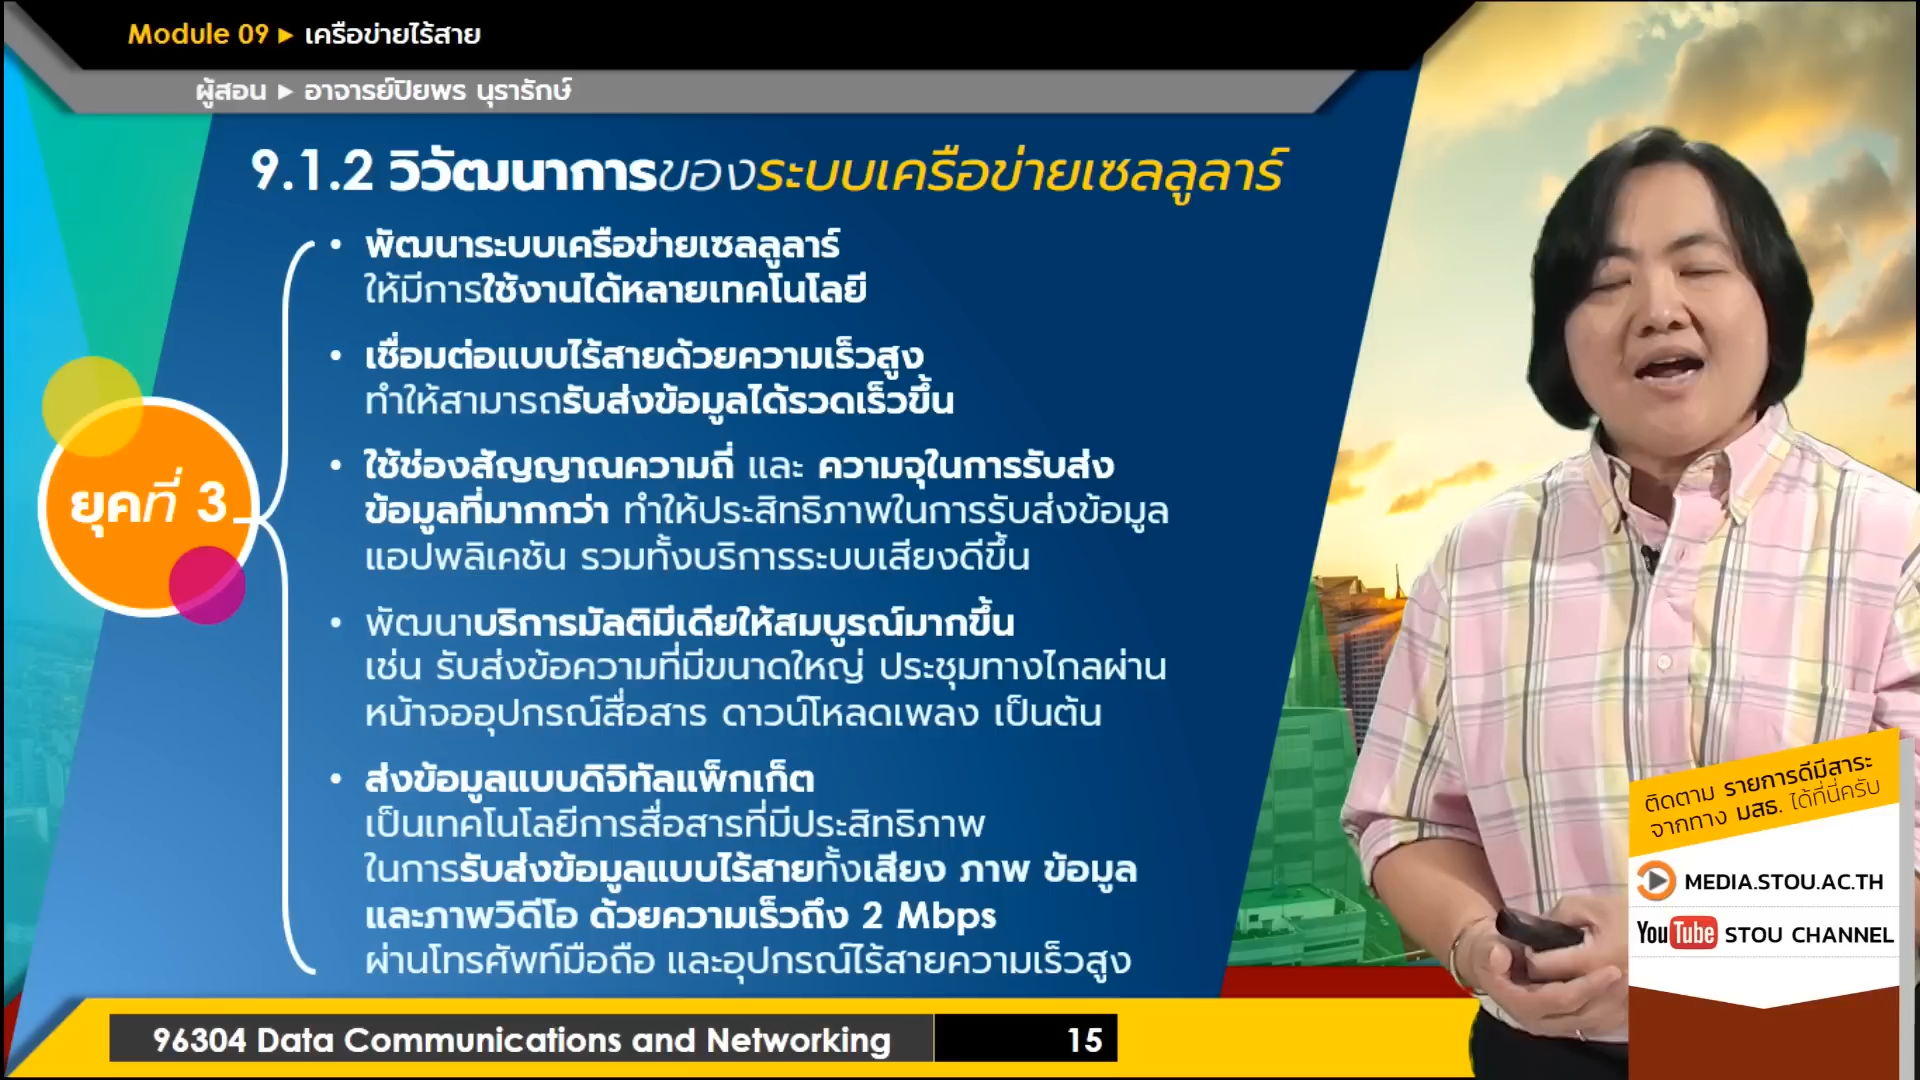 Module 09 ▸ เครือข่ายไร้สาย
ผู้สอน ▸ อาจารย์ปิยพร นุรารักษ์
9.1.2 วิวัฒนาการของระบบเครือข่ายเซลลูลาร์
ยุคที่ 3
• พัฒนาระบบเครือข่ายเซลลูลาร์
ให้มีการใช้งานได้หลายเทคโนโลยี
• เชื่อมต่อแบบไร้สายด้วยความเร็วสูง
ทำให้สามารถรับส่งข้อมูลได้รวดเร็วขึ้น
• ใช้ช่องสัญญาณความถี่ และ ความจุในการรับส่ง
ข้อมูลที่มากกว่า ทำให้ประสิทธิภาพในการรับส่งข้อมูล
แอปพลิเคชัน รวมทั้งบริการระบบเสียงดีขึ้น
• พัฒนาบริการมัลติมีเดียให้สมบูรณ์มากขึ้น
เช่น รับส่งข้อความที่มีขนาดใหญ่ ประชุมทางไกลผ่าน
หน้าจออุปกรณ์สื่อสาร ดาวน์โหลดเพลง เป็นต้น
• ส่งข้อมูลแบบดิจิทัลแพ็กเก็ต
เป็นเทคโนโลยีการสื่อสารที่มีประสิทธิภาพ
ในการรับส่งข้อมูลแบบไร้สายทั้งเสียง ภาพ ข้อมูล
และภาพวิดีโอ ด้วยความเร็วถึง 2 Mbps
ผ่านโทรศัพท์มือถือ และอุปกรณ์ไร้สายความเร็วสูง
ติดตาม รายการดีมีสาระ
จากทาง มสธ. ได้ที่นี่ครับ
MEDIA.STOU.AC.TH
YouTube STOU CHANNEL
96304 Data Communications and Networking 15